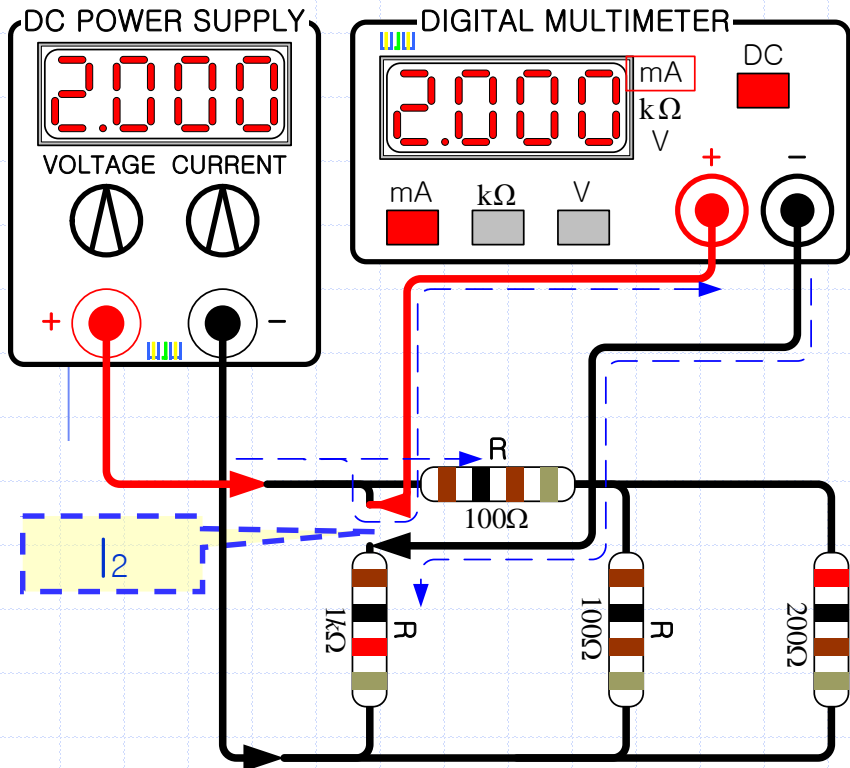 DC POWER SUPPLY
2.000
VOLTAGE CURRENT
+ −
DIGITAL MULTIMETER
2.000
mA
kΩ
V
DC
mA kΩ V
+ −
R
100Ω
I2
1kΩ
R
100Ω
R
200Ω